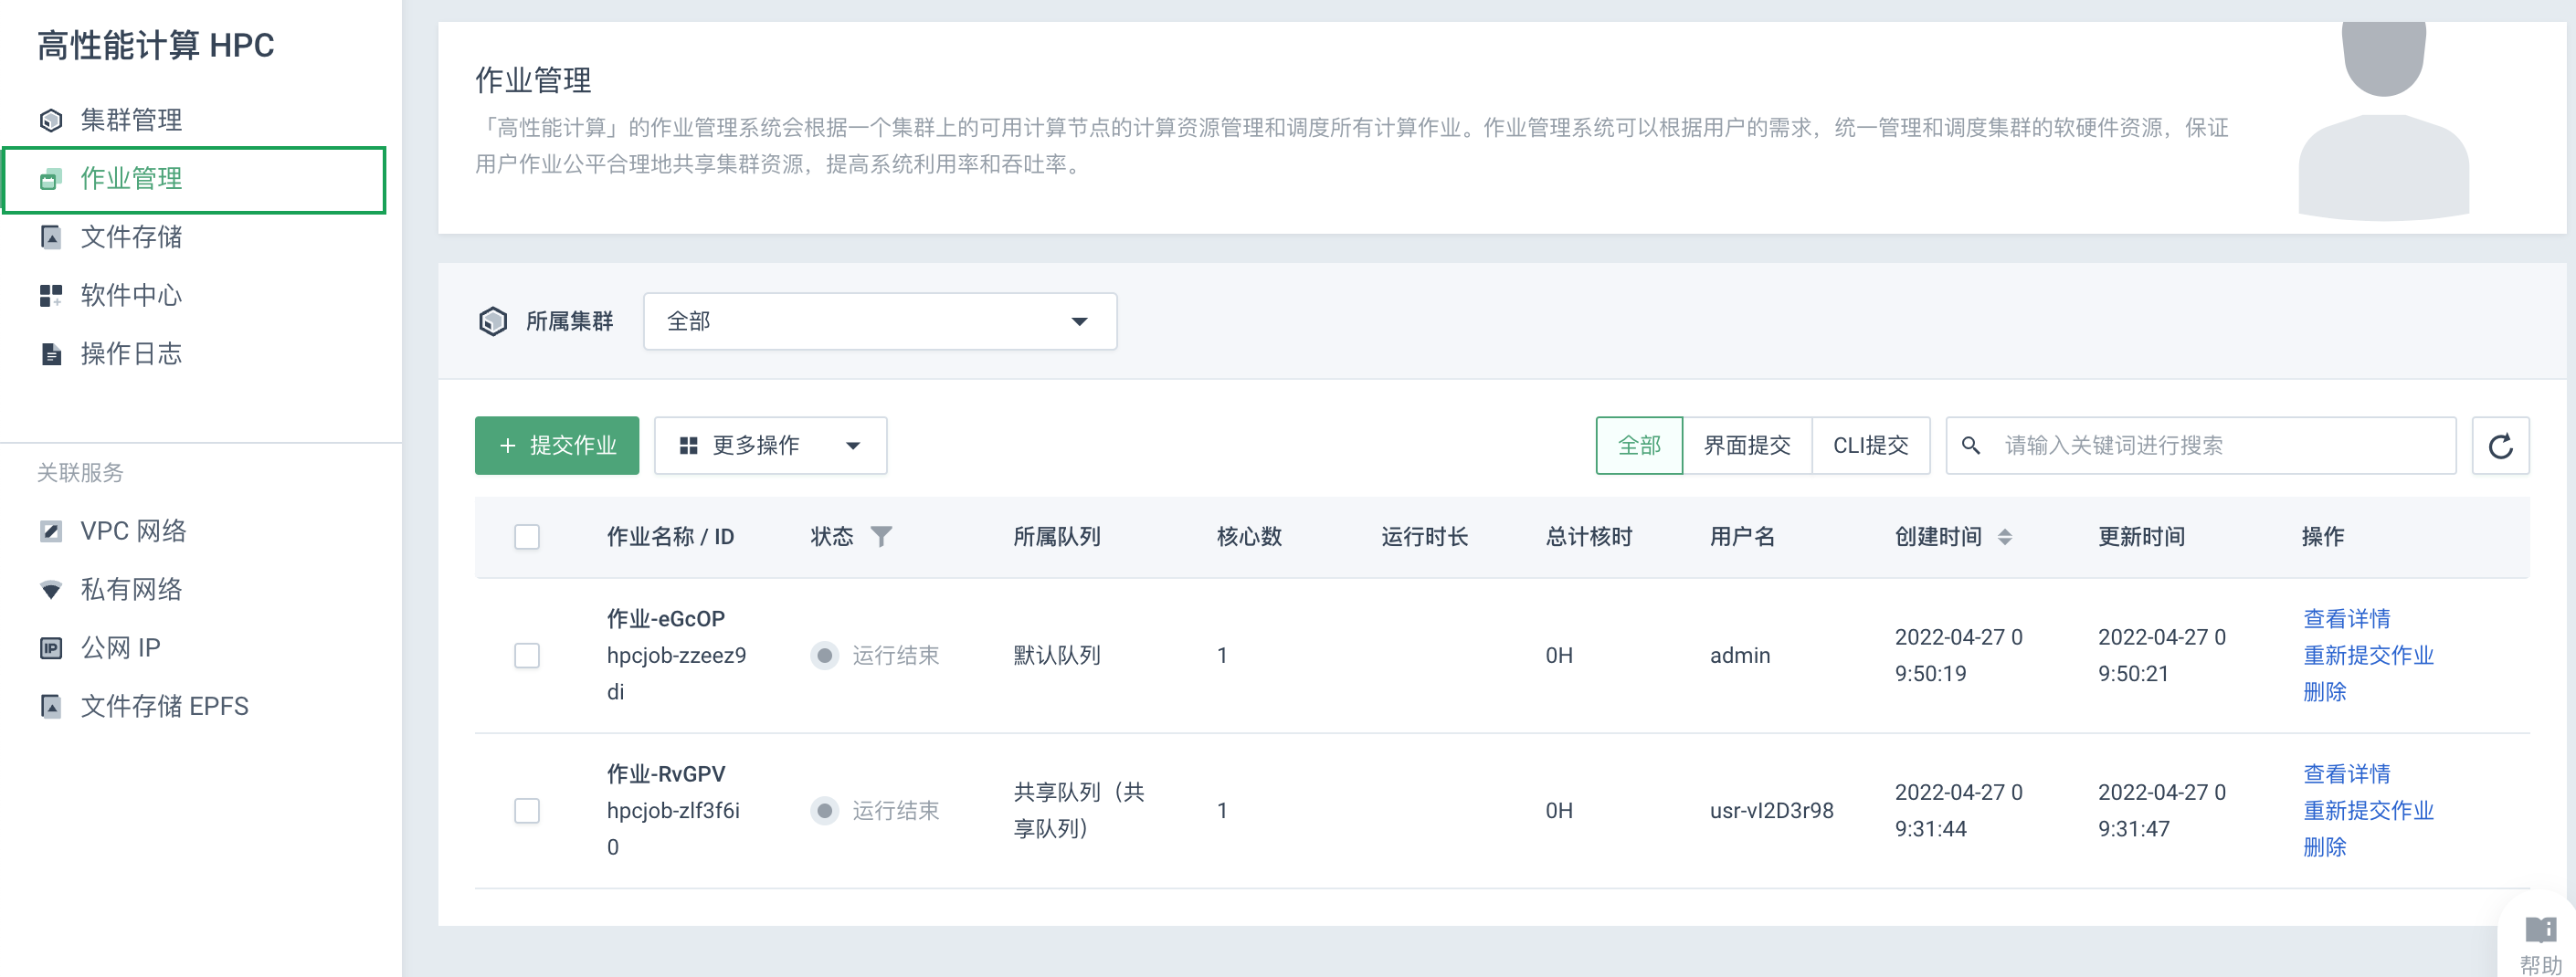 高性能计算 HPC
集群管理
作业管理
文件存储
软件中心
操作日志
关联服务
VPC 网络
私有网络
公网 IP
文件存储 EPFS
作业管理
「高性能计算」的作业管理系统会根据一个集群上的可用计算节点的计算资源管理和调度所有计算作业。作业管理系统可以根据用户的需求，统一管理和调度集群的软硬件资源，保证
用户作业公平合理地共享集群资源，提高系统利用率和吞吐率。
所属集群 全部
+ 提交作业 更多操作 全部 界面提交 CLI提交 请输入关键词进行搜索
作业名称 / ID 状态 所属队列 核心数 运行时长 总计核时 用户名 创建时间 更新时间 操作
作业-eGcOP 查看详情
hpcjob-zzeez9 运行结束 默认队列 1 0H admin 2022-04-27 0 2022-04-27 0 重新提交作业
di 9:50:19 9:50:21 删除
作业-RvGPV 查看详情
hpcjob-zlf3f6i 运行结束 共享队列（共 1 0H usr-vI2D3r98 2022-04-27 0 2022-04-27 0 重新提交作业
0 享队列） 9:31:44 9:31:47 删除
帮助